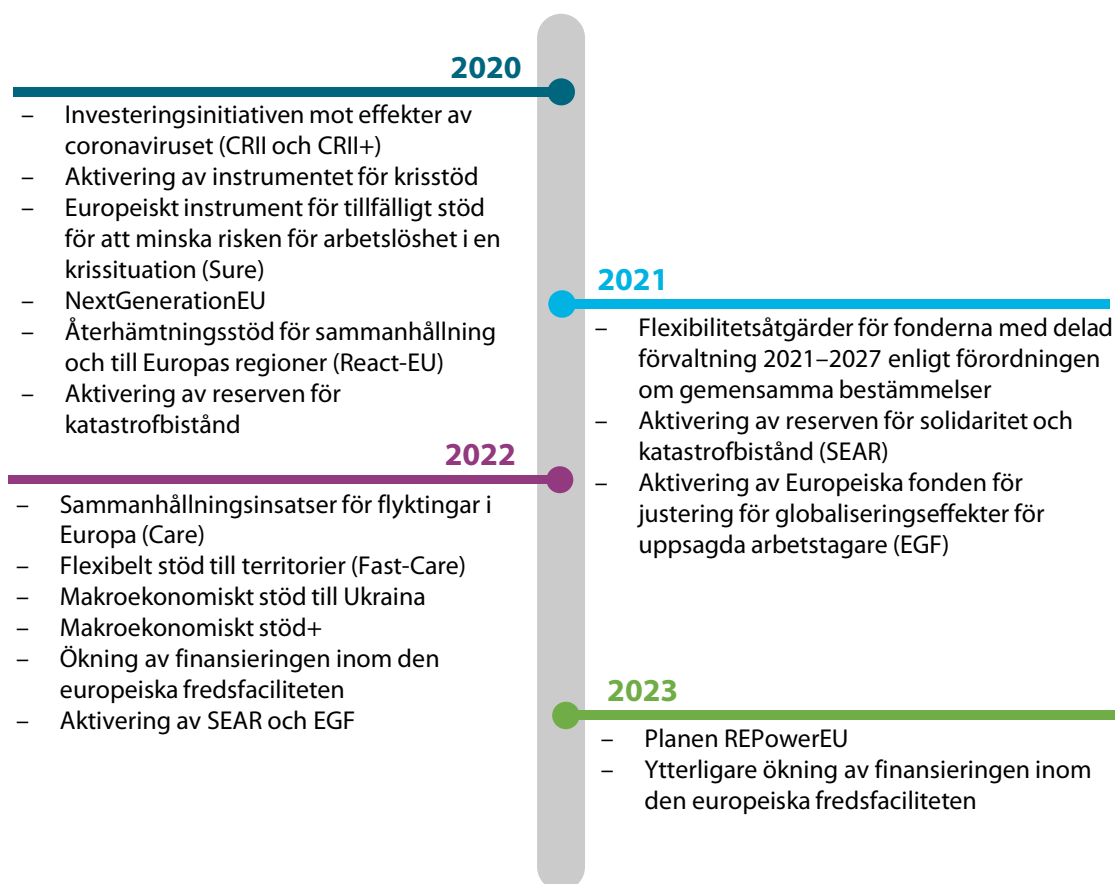 2020
– Investeringsinitiativen mot effekter av
coronaviruset (CRII och CRII+)
– Aktivering av instrumentet för krisstöd
– Europeiskt instrument för tillfälligt stöd
för att minska risken för arbetslöshet i en
krissituation (Sure)
– NextGenerationEU
– Återhämtningsstöd för sammanhållning
och till Europas regioner (React-EU)
– Aktivering av reserven för
katastrofbistånd
2021
– Flexibilitetsåtgärder för fonderna med delad
förvaltning 2021–2027 enligt förordningen
om gemensamma bestämmelser
– Aktivering av reserven för solidaritet och
katastrofbistånd (SEAR)
– Aktivering av Europeiska fonden för
justering för globaliseringseffekter för
uppsagda arbetstagare (EGF)
2022
– Sammanhållningsinsatser för flyktingar i
Europa (Care)
– Flexibelt stöd till territorier (Fast-Care)
– Makroekonomiskt stöd till Ukraina
– Makroekonomiskt stöd+
– Ökning av finansieringen inom den
europeiska fredsfaciliteten
– Aktivering av SEAR och EGF
2023
– Planen REPowerEU
– Ytterligare ökning av finansieringen inom
den europeiska fredsfaciliteten